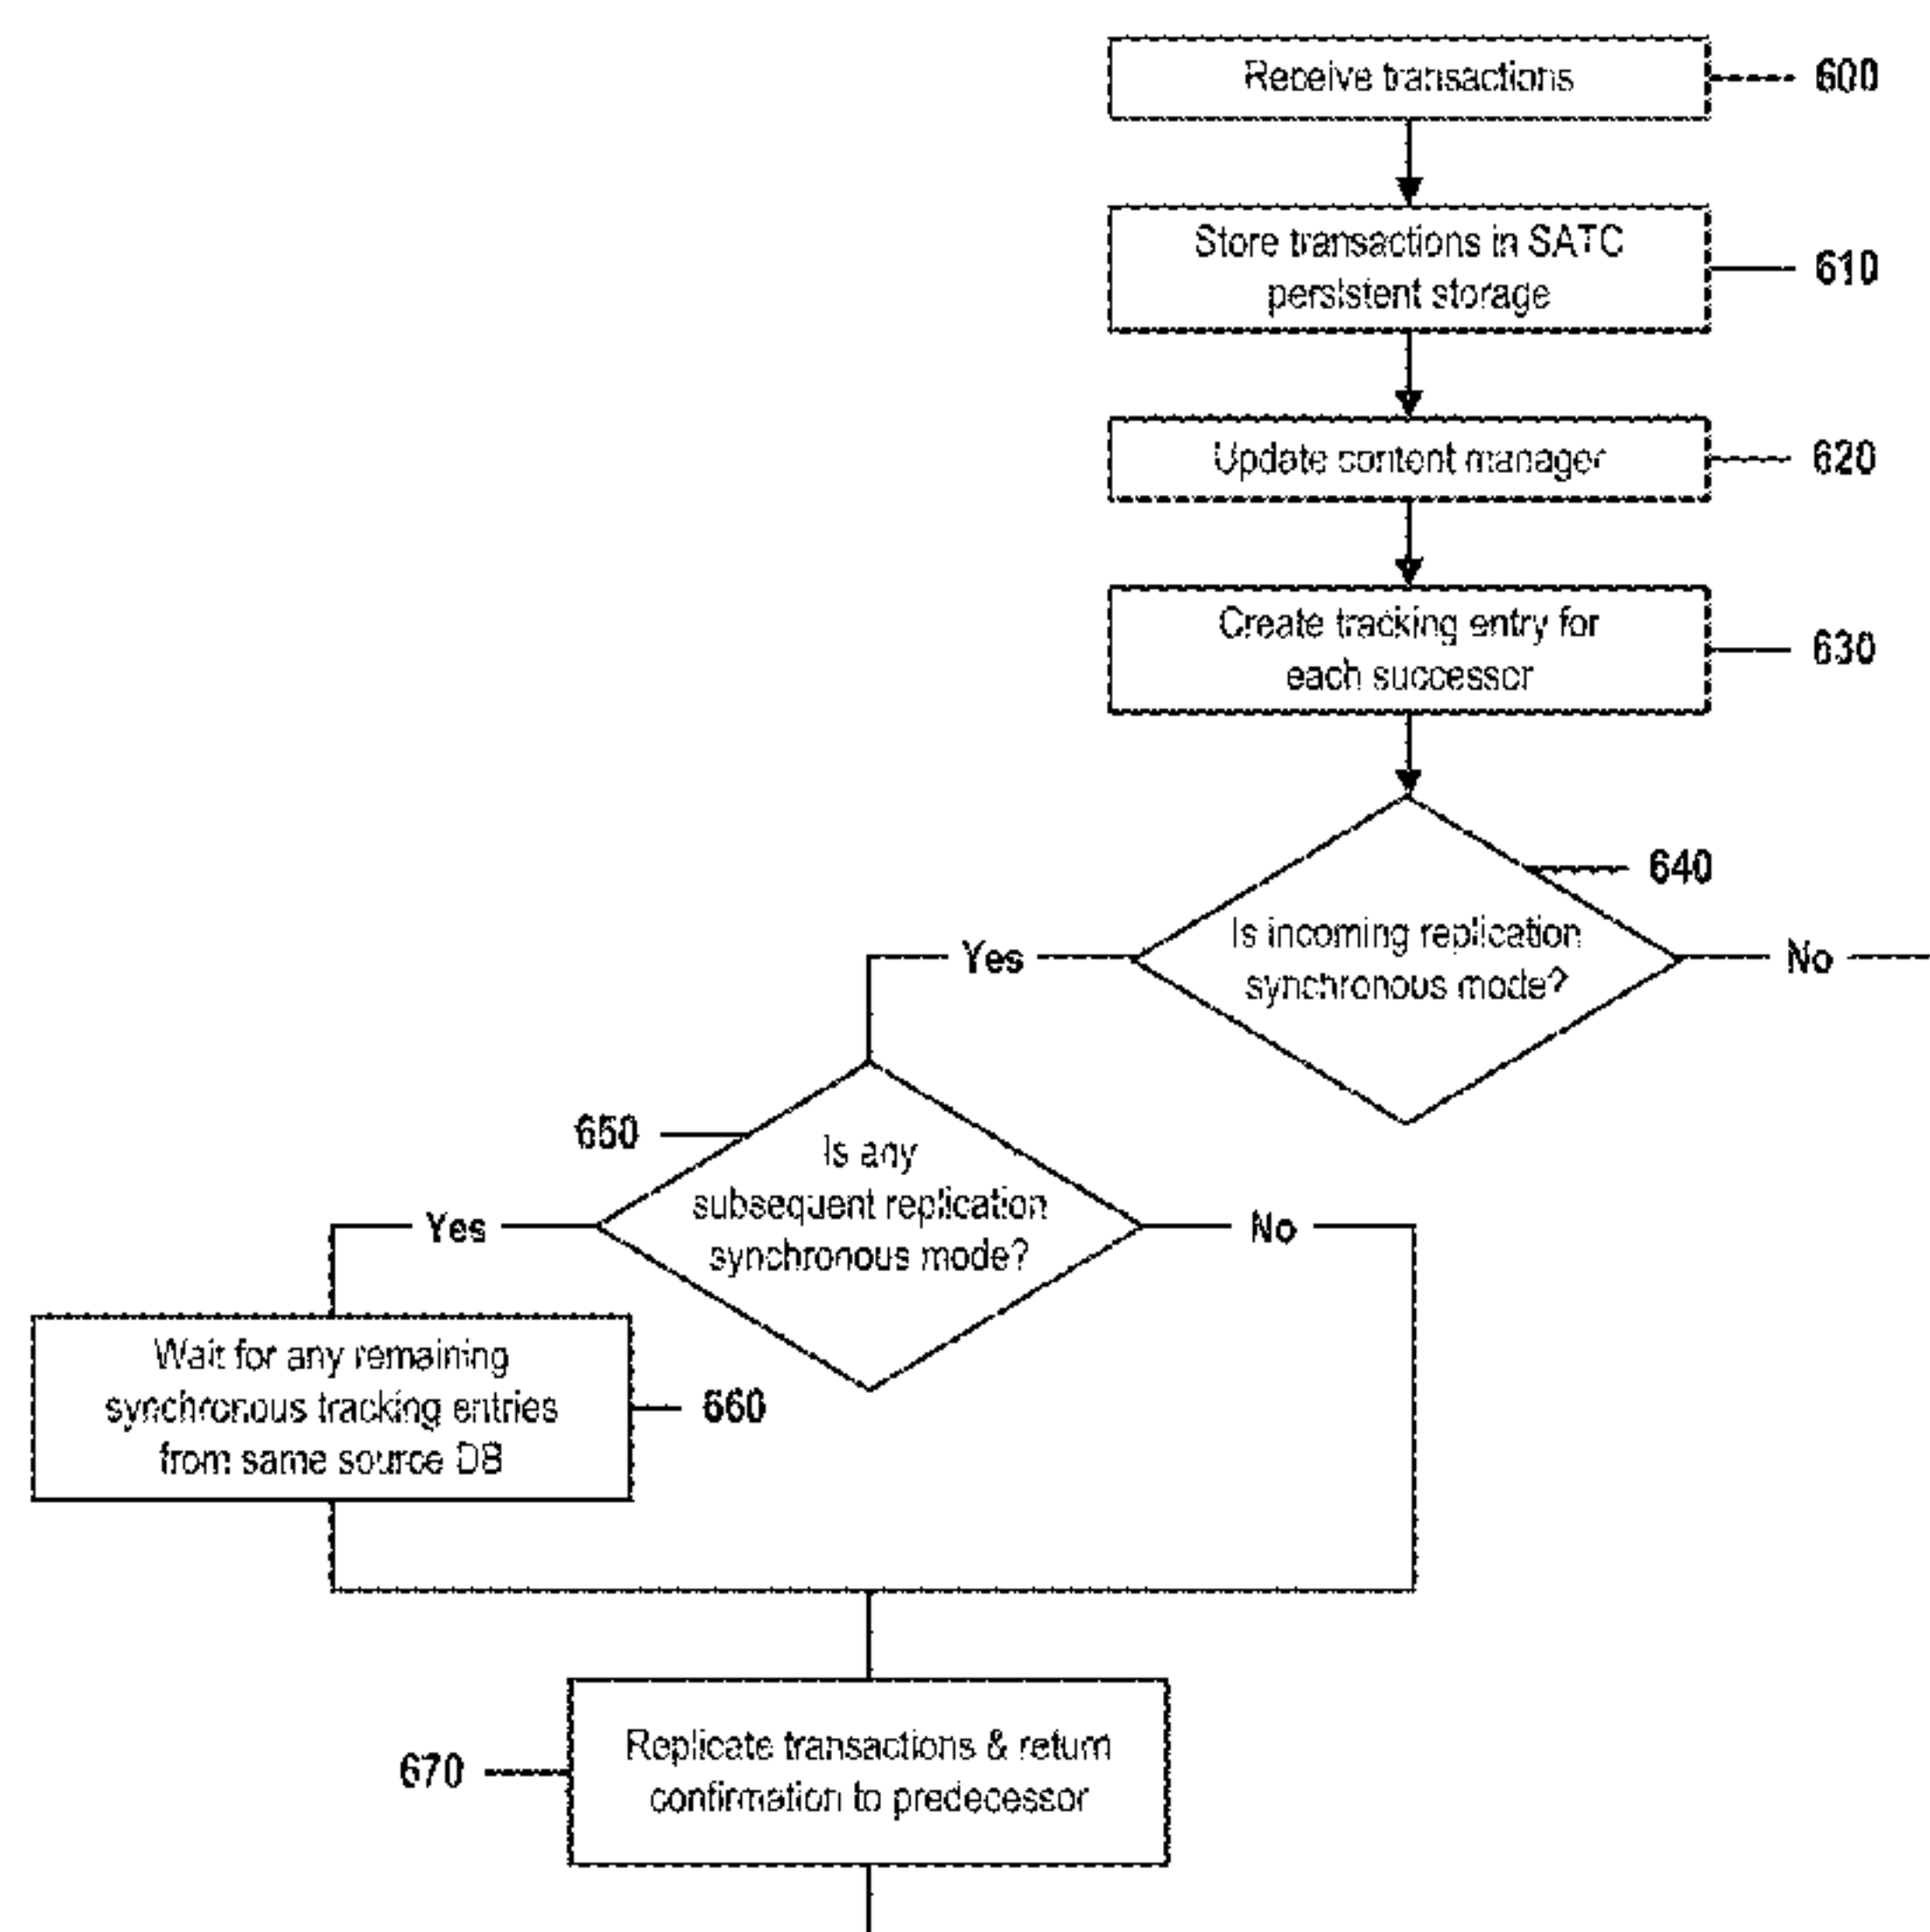 Receive transactions
600
Store transactions in SATC
persistent storage
610
Update content manager
620
Create tracking entry for
each successor
630
640
Is incoming replication
synchronous mode?
Yes
No
650
Is any
subsequent replication
synchronous mode?
Yes
No
Wait for any remaining
synchronous tracking entries
from same source DB
660
Replicate transactions & return
confirmation to predecessor
670